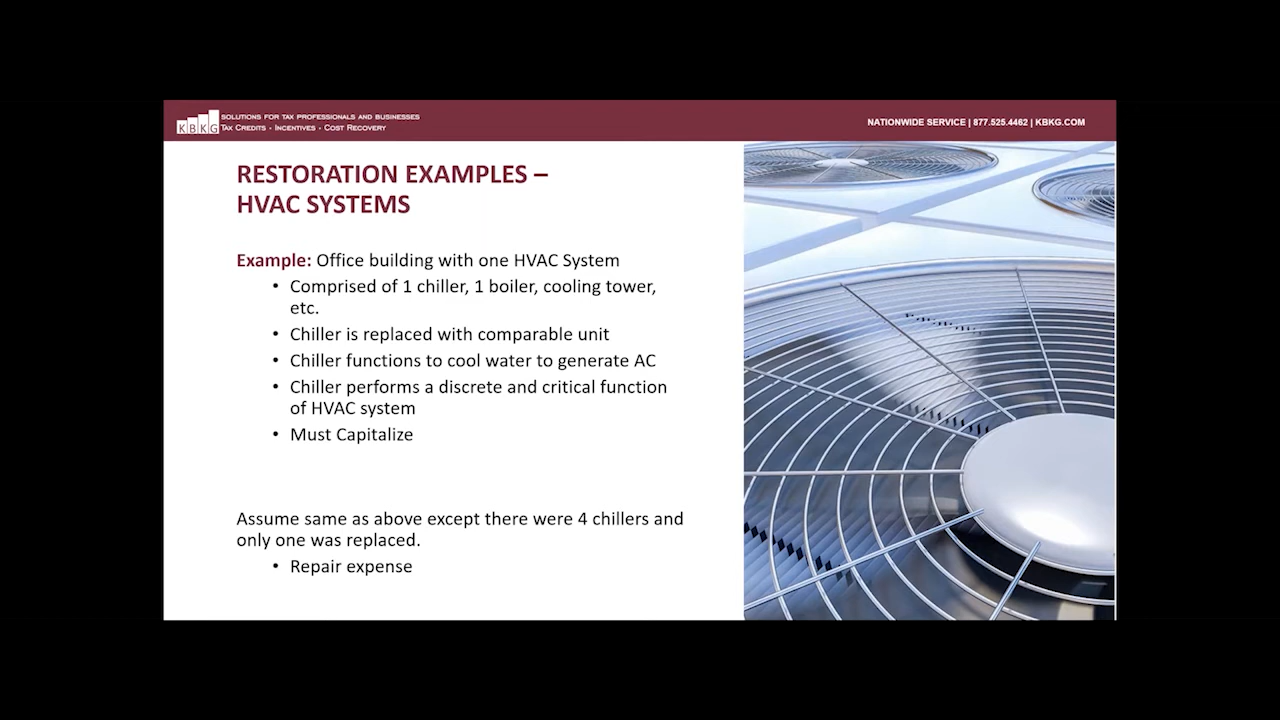 KBKG
SOLUTIONS FOR TAX PROFESSIONALS AND BUSINESSES
TAX CREDITS · INCENTIVES · COST RECOVERY
NATIONWIDE SERVICE | 877.525.4462 | KBKG.COM
RESTORATION EXAMPLES –
HVAC SYSTEMS
Example: Office building with one HVAC System
• Comprised of 1 chiller, 1 boiler, cooling tower,
etc.
• Chiller is replaced with comparable unit
• Chiller functions to cool water to generate AC
• Chiller performs a discrete and critical function
of HVAC system
• Must Capitalize
Assume same as above except there were 4 chillers and
only one was replaced.
• Repair expense